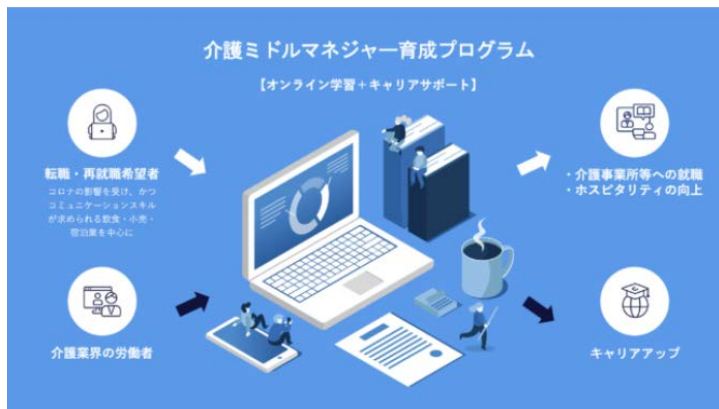 介護ミドルマネジャー育成プログラム
【オンライン学習+キャリアサポート】
転職・再就職希望者
コロナの影響を受け、かつ
コミュニケーションスキル
が求められる飲食・小売・
宿泊業を中心に
介護業界の労働者
・介護事業所等への就職
・ホスピタリティの向上
キャリアアップ